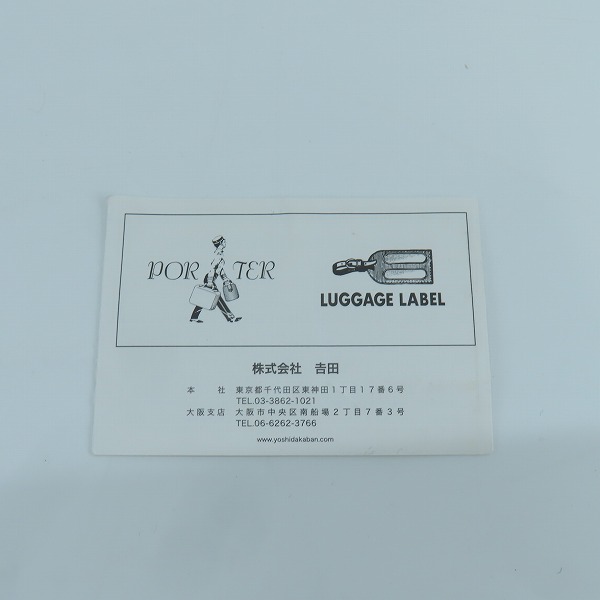 PORTER
LUGGAGE LABEL
株式会社 𠮷田
本 社 東京都千代田区東神田1丁目17番6号
TEL.03-3862-1021
大阪支店 大阪市中央区南船場2丁目7番3号
TEL.06-6262-3766
www.yoshidakaban.com